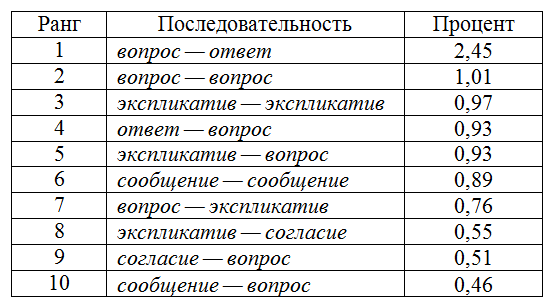 Ранг Последовательность Процент
1 вопрос — ответ 2,45
2 вопрос — вопрос 1,01
3 экспликатив — экспликатив 0,97
4 ответ — вопрос 0,93
5 экспликатив — вопрос 0,93
6 сообщение — сообщение 0,89
7 вопрос — экспликатив 0,76
8 экспликатив — согласие 0,55
9 согласие — вопрос 0,51
10 сообщение — вопрос 0,46